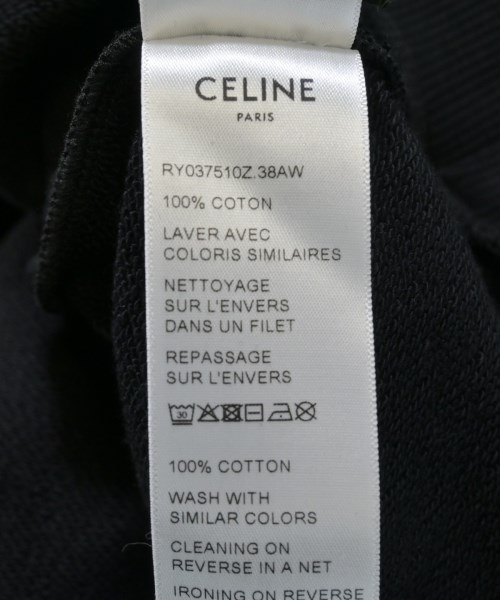 CELINE
PARIS
RY037510Z.38AW
100% COTON
LAVER AVEC
COLORIS SIMILAIRES
NETTOYAGE
SUR L'ENVERS
DANS UN FILET
REPASSAGE
SUR L'ENVERS
30
100% COTTON
WASH WITH
SIMILAR COLORS
CLEANING ON
REVERSE IN A NET
IRONING ON REVERSE